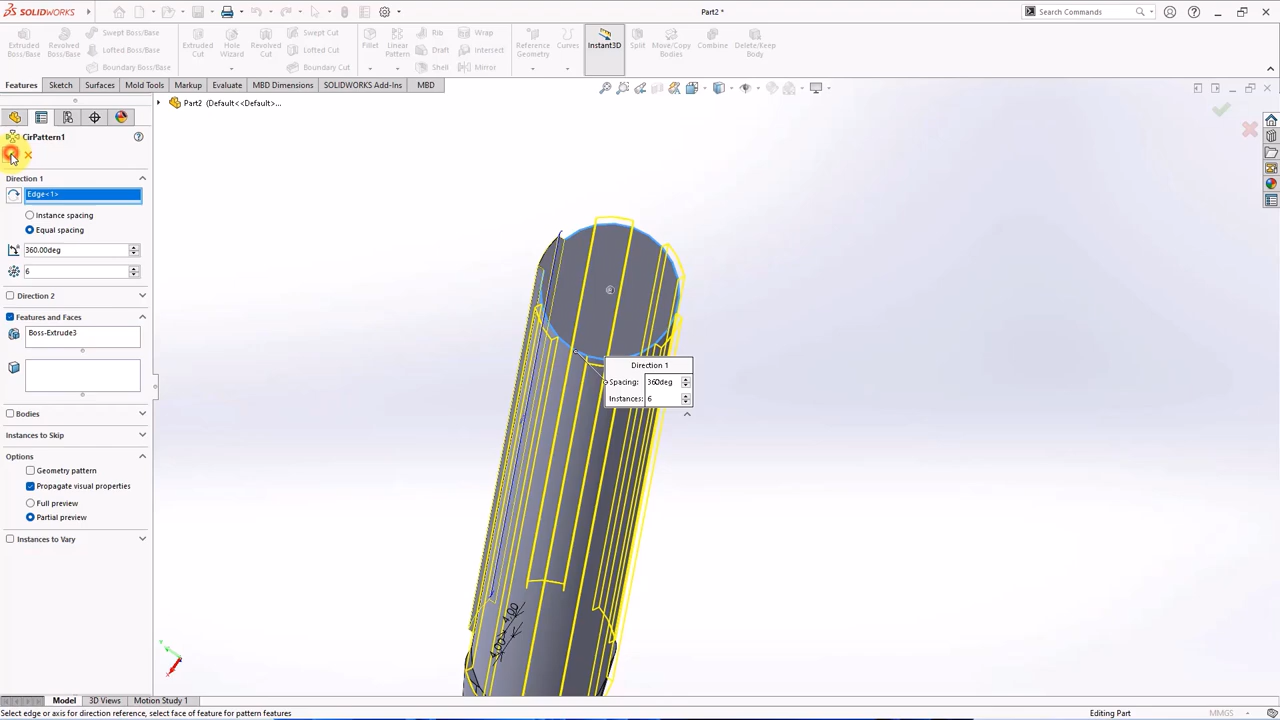 SOLIDWORKS
Part2 *
Search Commands
Extruded Boss/Base
Revolved Boss/Base
Swept Boss/Base
Lofted Boss/Base
Boundary Boss/Base
Extruded Cut
Hole Wizard
Revolved Cut
Swept Cut
Lofted Cut
Boundary Cut
Fillet
Linear Pattern
Rib
Draft
Shell
Wrap
Intersect
Mirror
Reference Geometry
Curves
Instant3D
Split
Move/Copy Bodies
Combine
Delete/Keep Body
Features
Sketch
Surfaces
Mold Tools
Markup
Evaluate
MBD Dimensions
SOLIDWORKS Add-Ins
MBD
Part2 (Default<<Default>...
CirPattern1
Direction 1
Edge<1>
Instance spacing
Equal spacing
360.00deg
6
Direction 2
Features and Faces
Boss-Extrude3
Bodies
Instances to Skip
Options
Geometry pattern
Propagate visual properties
Full preview
Partial preview
Instances to Vary
Direction 1
Spacing: 360deg
Instances: 6
4.00
4.00
Model
3D Views
Motion Study 1
Select edge or axis for direction reference, select face of feature for pattern features
Editing Part
MMGS